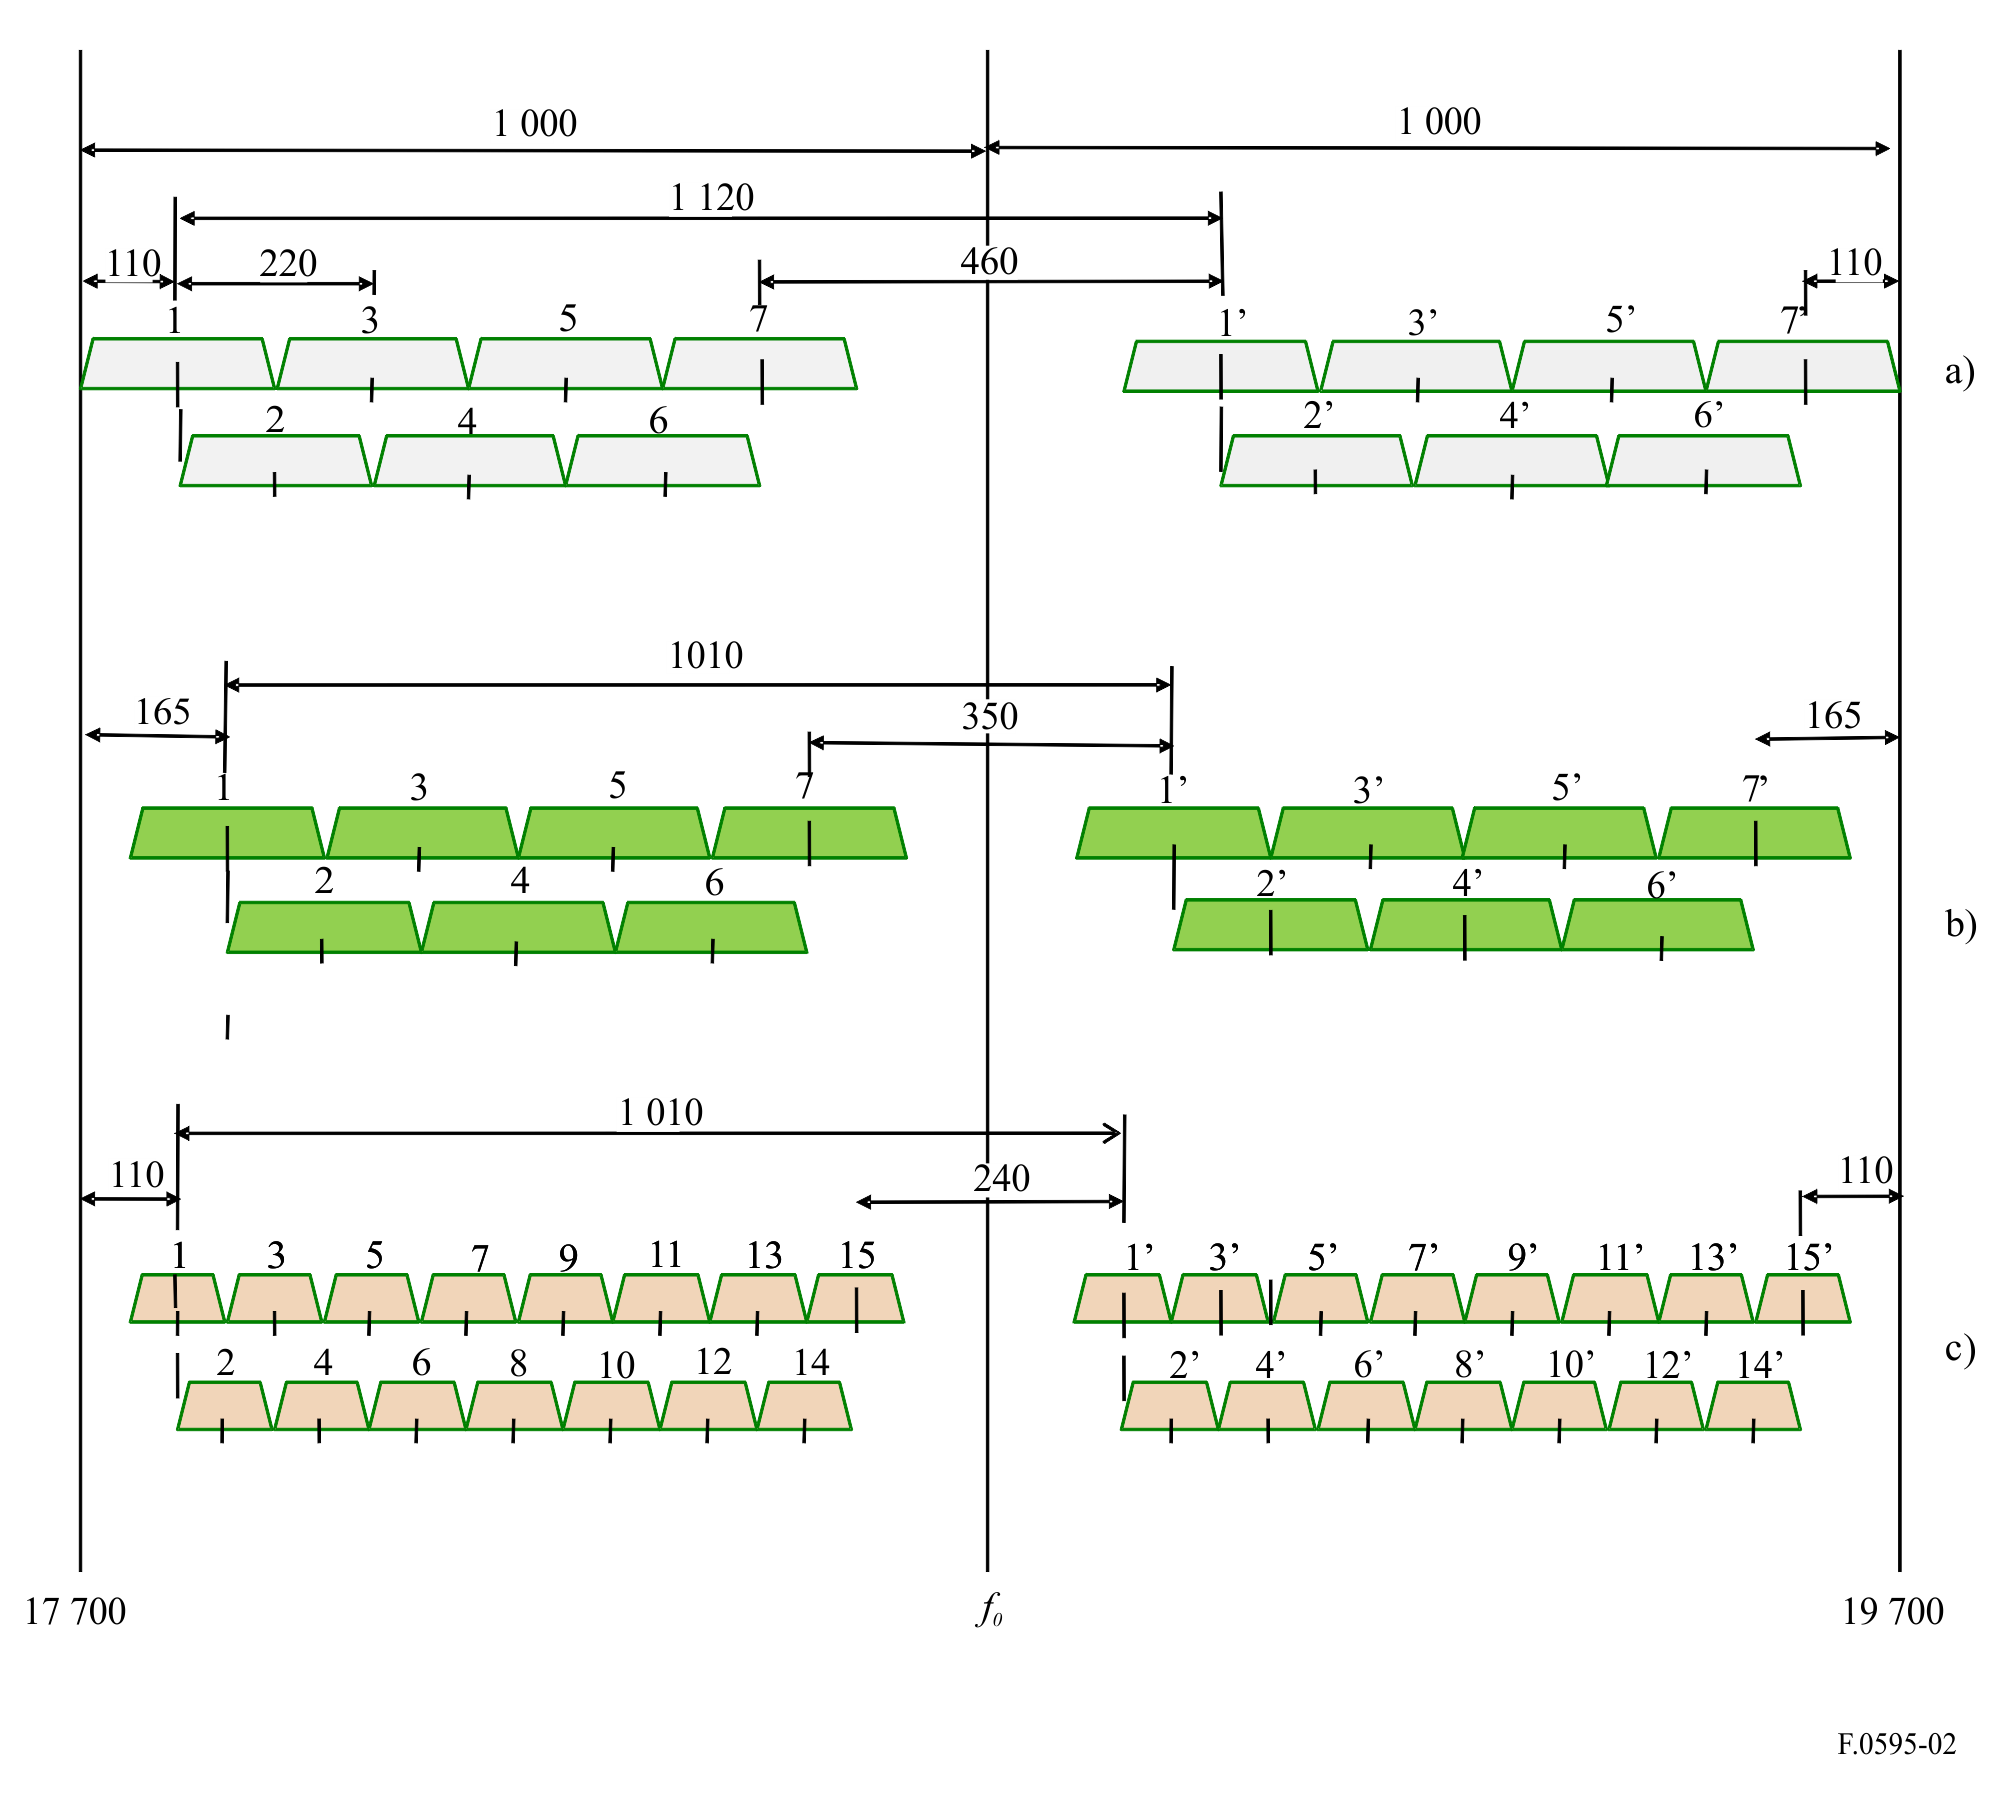 1 000 1 000
1 120
110 220 460 110
1 3 5 7 1’ 3’ 5’ 7’
a)
2 4 6 2’ 4’ 6’
1010
165 350 165
1 3 5 7 1’ 3’ 5’ 7’
2 4 6 2’ 4’ 6’
b)
1 010
110 240 110
1 3 5 7 9 11 13 15 1’ 3’ 5’ 7’ 9’ 11’ 13’ 15’
c)
2 4 6 8 10 12 14 2’ 4’ 6’ 8’ 10’ 12’ 14’
17 700 f0 19 700
F.0595-02